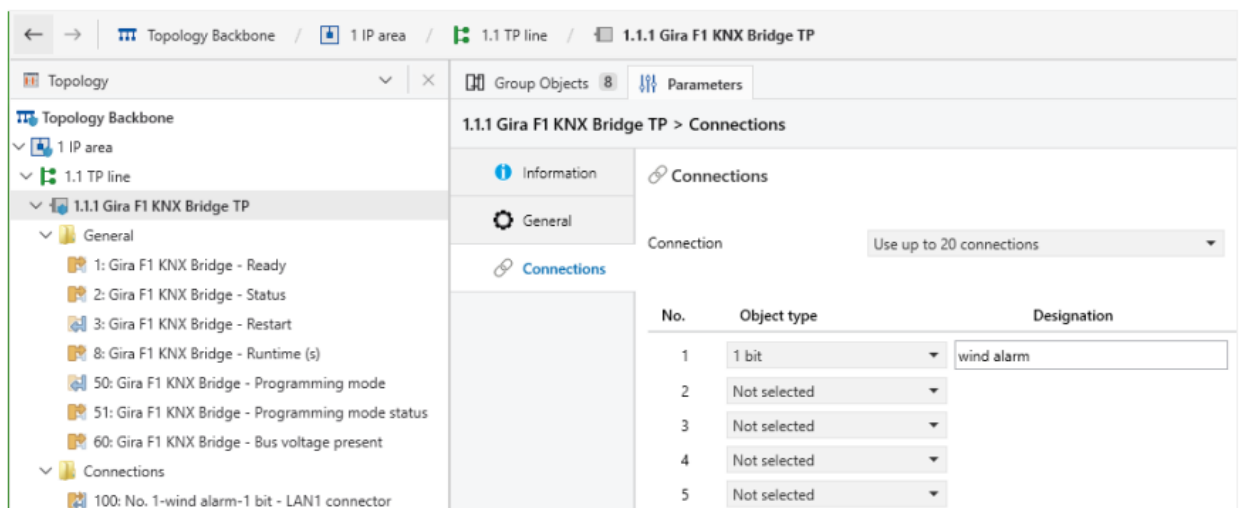 Topology Backbone / 1 IP area / 1.1 TP line / 1.1.1 Gira F1 KNX Bridge TP
Topology
Topology Backbone
1 IP area
1.1 TP line
1.1.1 Gira F1 KNX Bridge TP
General
1: Gira F1 KNX Bridge - Ready
2: Gira F1 KNX Bridge - Status
3: Gira F1 KNX Bridge - Restart
8: Gira F1 KNX Bridge - Runtime (s)
50: Gira F1 KNX Bridge - Programming mode
51: Gira F1 KNX Bridge - Programming mode status
60: Gira F1 KNX Bridge - Bus voltage present
Connections
100: No. 1-wind alarm-1 bit - LAN1 connector
Group Objects 8 Parameters
1.1.1 Gira F1 KNX Bridge TP > Connections
Information
General
Connections
Connections
Connection Use up to 20 connections
No. Object type Designation
1 1 bit wind alarm
2 Not selected
3 Not selected
4 Not selected
5 Not selected